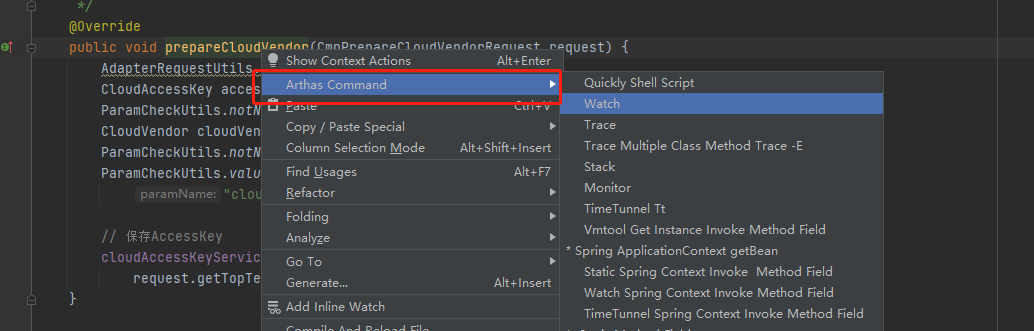 */
@Override
public void prepareCloudVendor(CmpPrepareCloudVendorRequest request) {
AdapterRequestUtils.
CloudAccessKey acces
ParamCheckUtils.notN
CloudVendor cloudVen
ParamCheckUtils.notN
ParamCheckUtils.valu
paramName: "clou
// 保存AccessKey
cloudAccessKeyServic
request.getTopTe
}
Show Context Actions Alt+Enter
Arthas Command
Paste Ctrl+V
Copy / Paste Special
Column Selection Mode Alt+Shift+Insert
Find Usages Alt+F7
Refactor
Folding
Analyze
Go To
Generate... Alt+Insert
Add Inline Watch
Compile And Reload File
Quickly Shell Script
Watch
Trace
Trace Multiple Class Method Trace -E
Stack
Monitor
TimeTunnel Tt
Vmtool Get Instance Invoke Method Field
* Spring ApplicationContext getBean
Static Spring Context Invoke Method Field
Watch Spring Context Invoke Method Field
TimeTunnel Spring Context Invoke Method Field